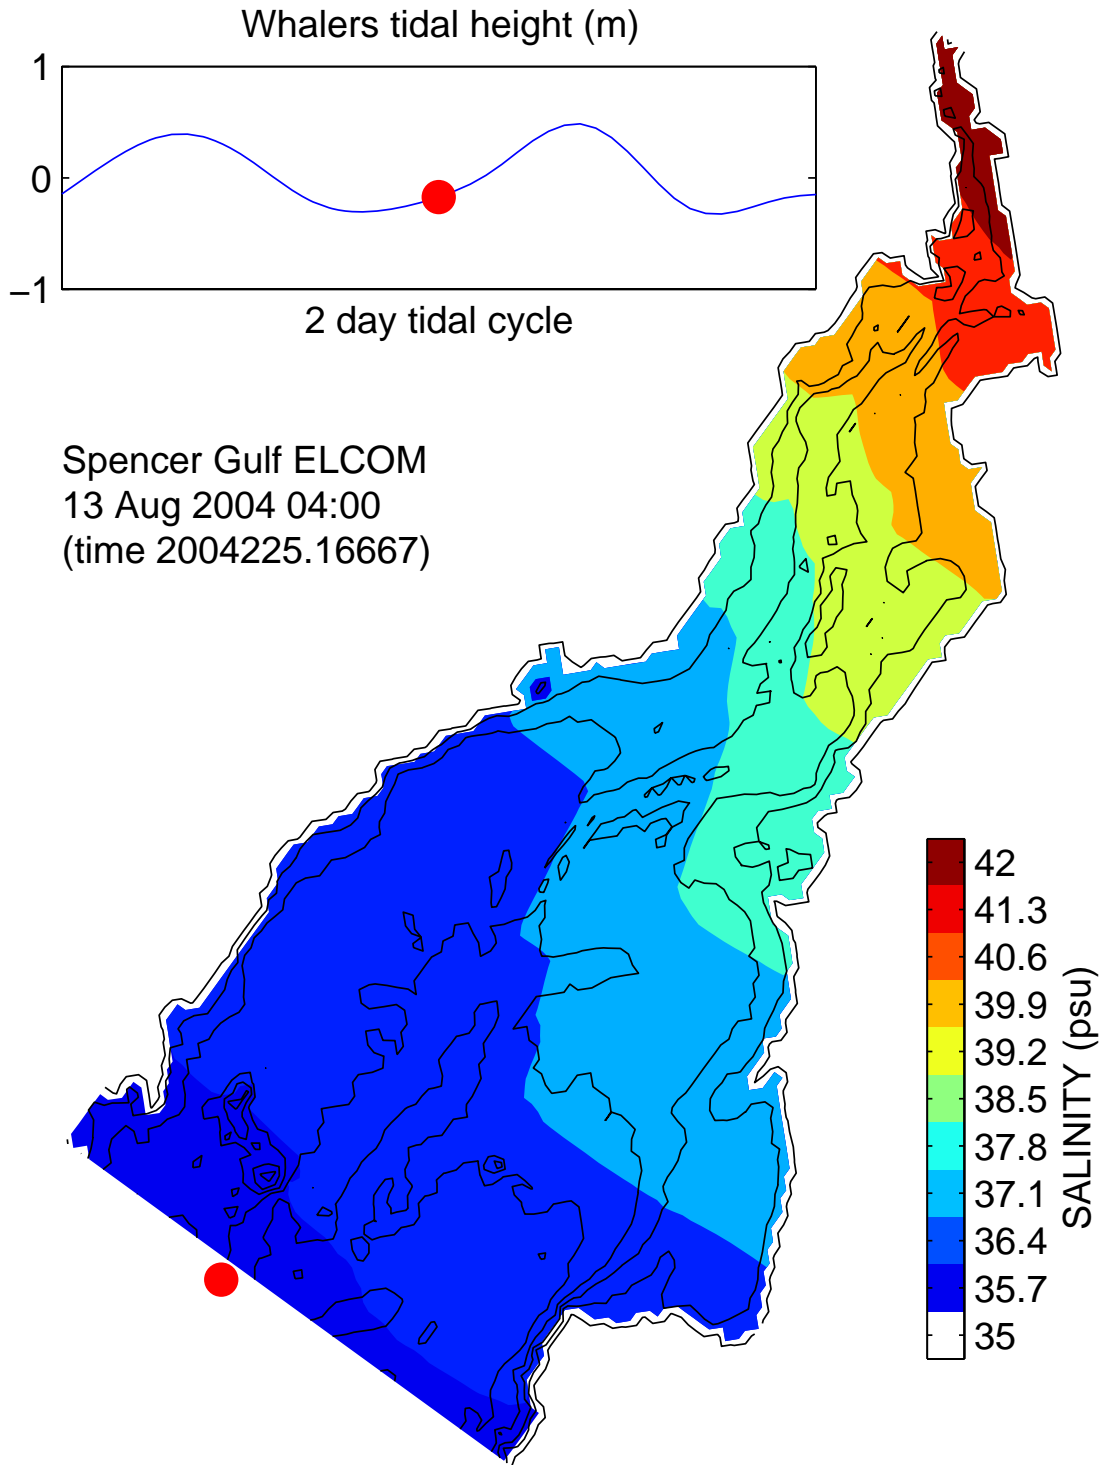 Whalers tidal height (m)
1
0
−1
2 day tidal cycle
Spencer Gulf ELCOM
13 Aug 2004 04:00
(time 2004225.16667)
42
41.3
40.6
39.9
39.2
38.5
37.8
37.1
36.4
35.7
35
SALINITY (psu)